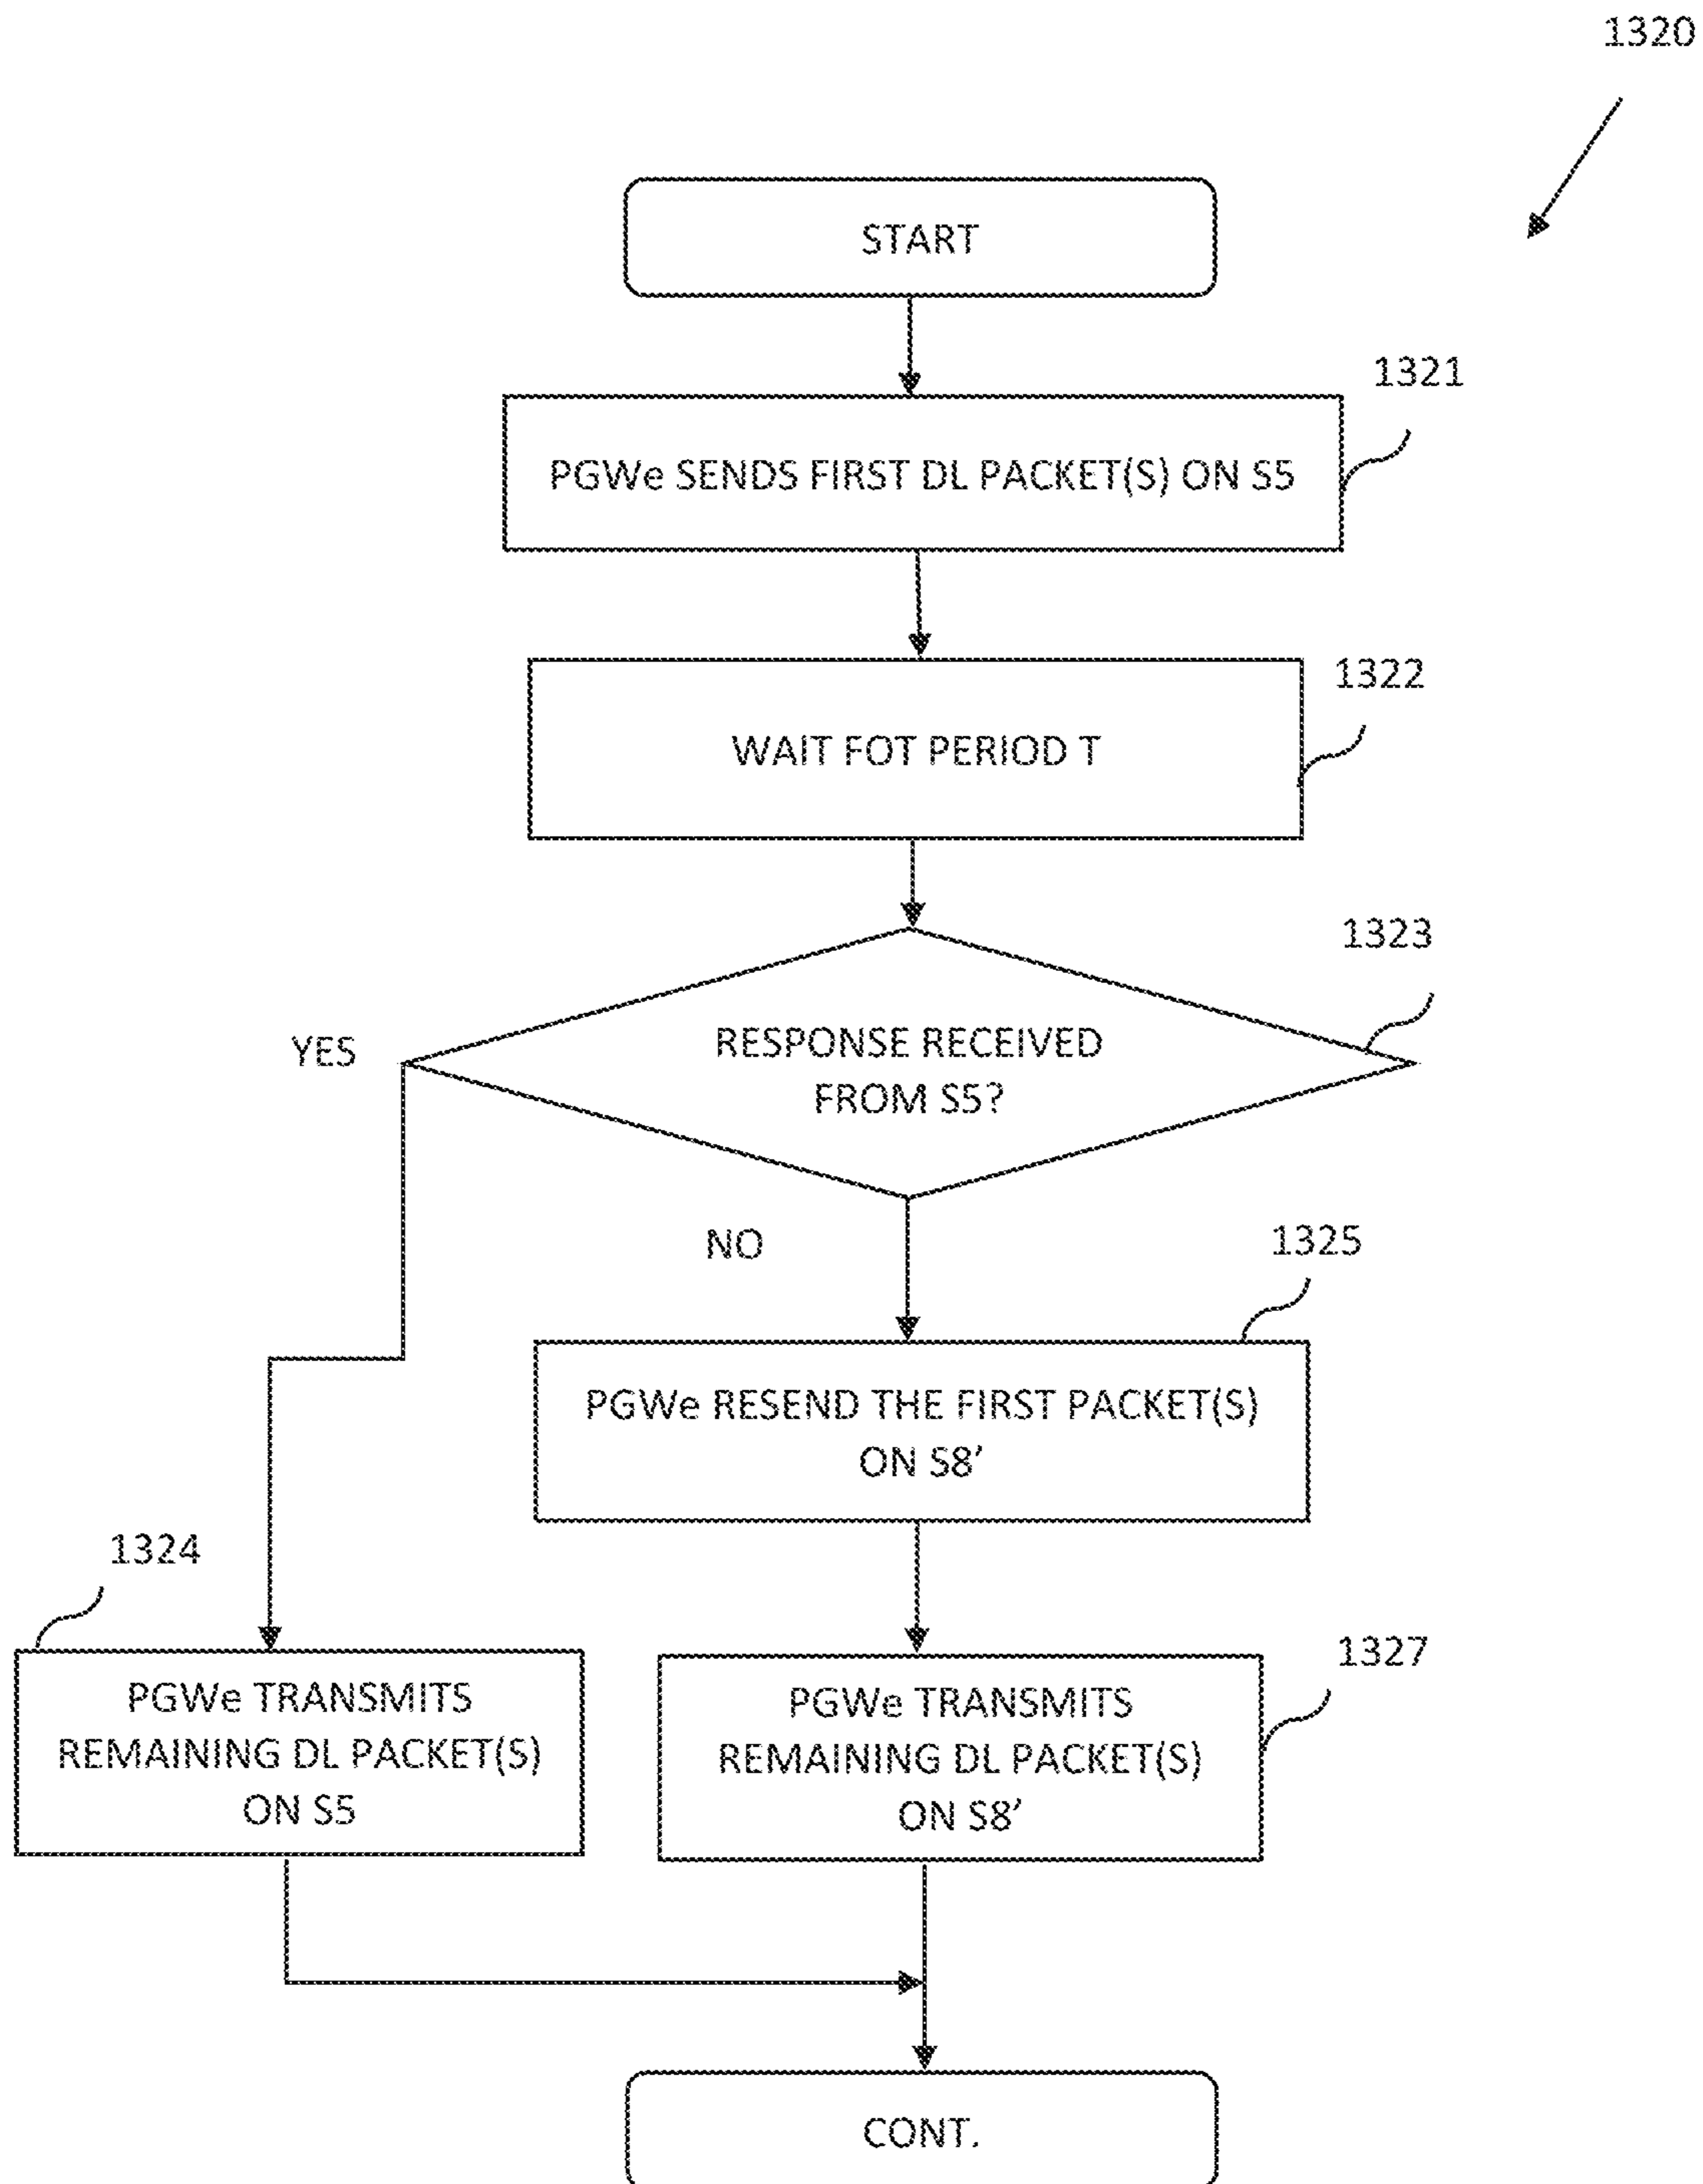 1320
START
1321
PGWe SENDS FIRST DL PACKET(S) ON S5
1322
WAIT FOT PERIOD T
1323
YES
RESPONSE RECEIVED
FROM S5?
NO
1325
PGWe RESEND THE FIRST PACKET(S)
ON S8’
1324
PGWe TRANSMITS
REMAINING DL PACKET(S)
ON S5
1327
PGWe TRANSMITS
REMAINING DL PACKET(S)
ON S8’
CONT.